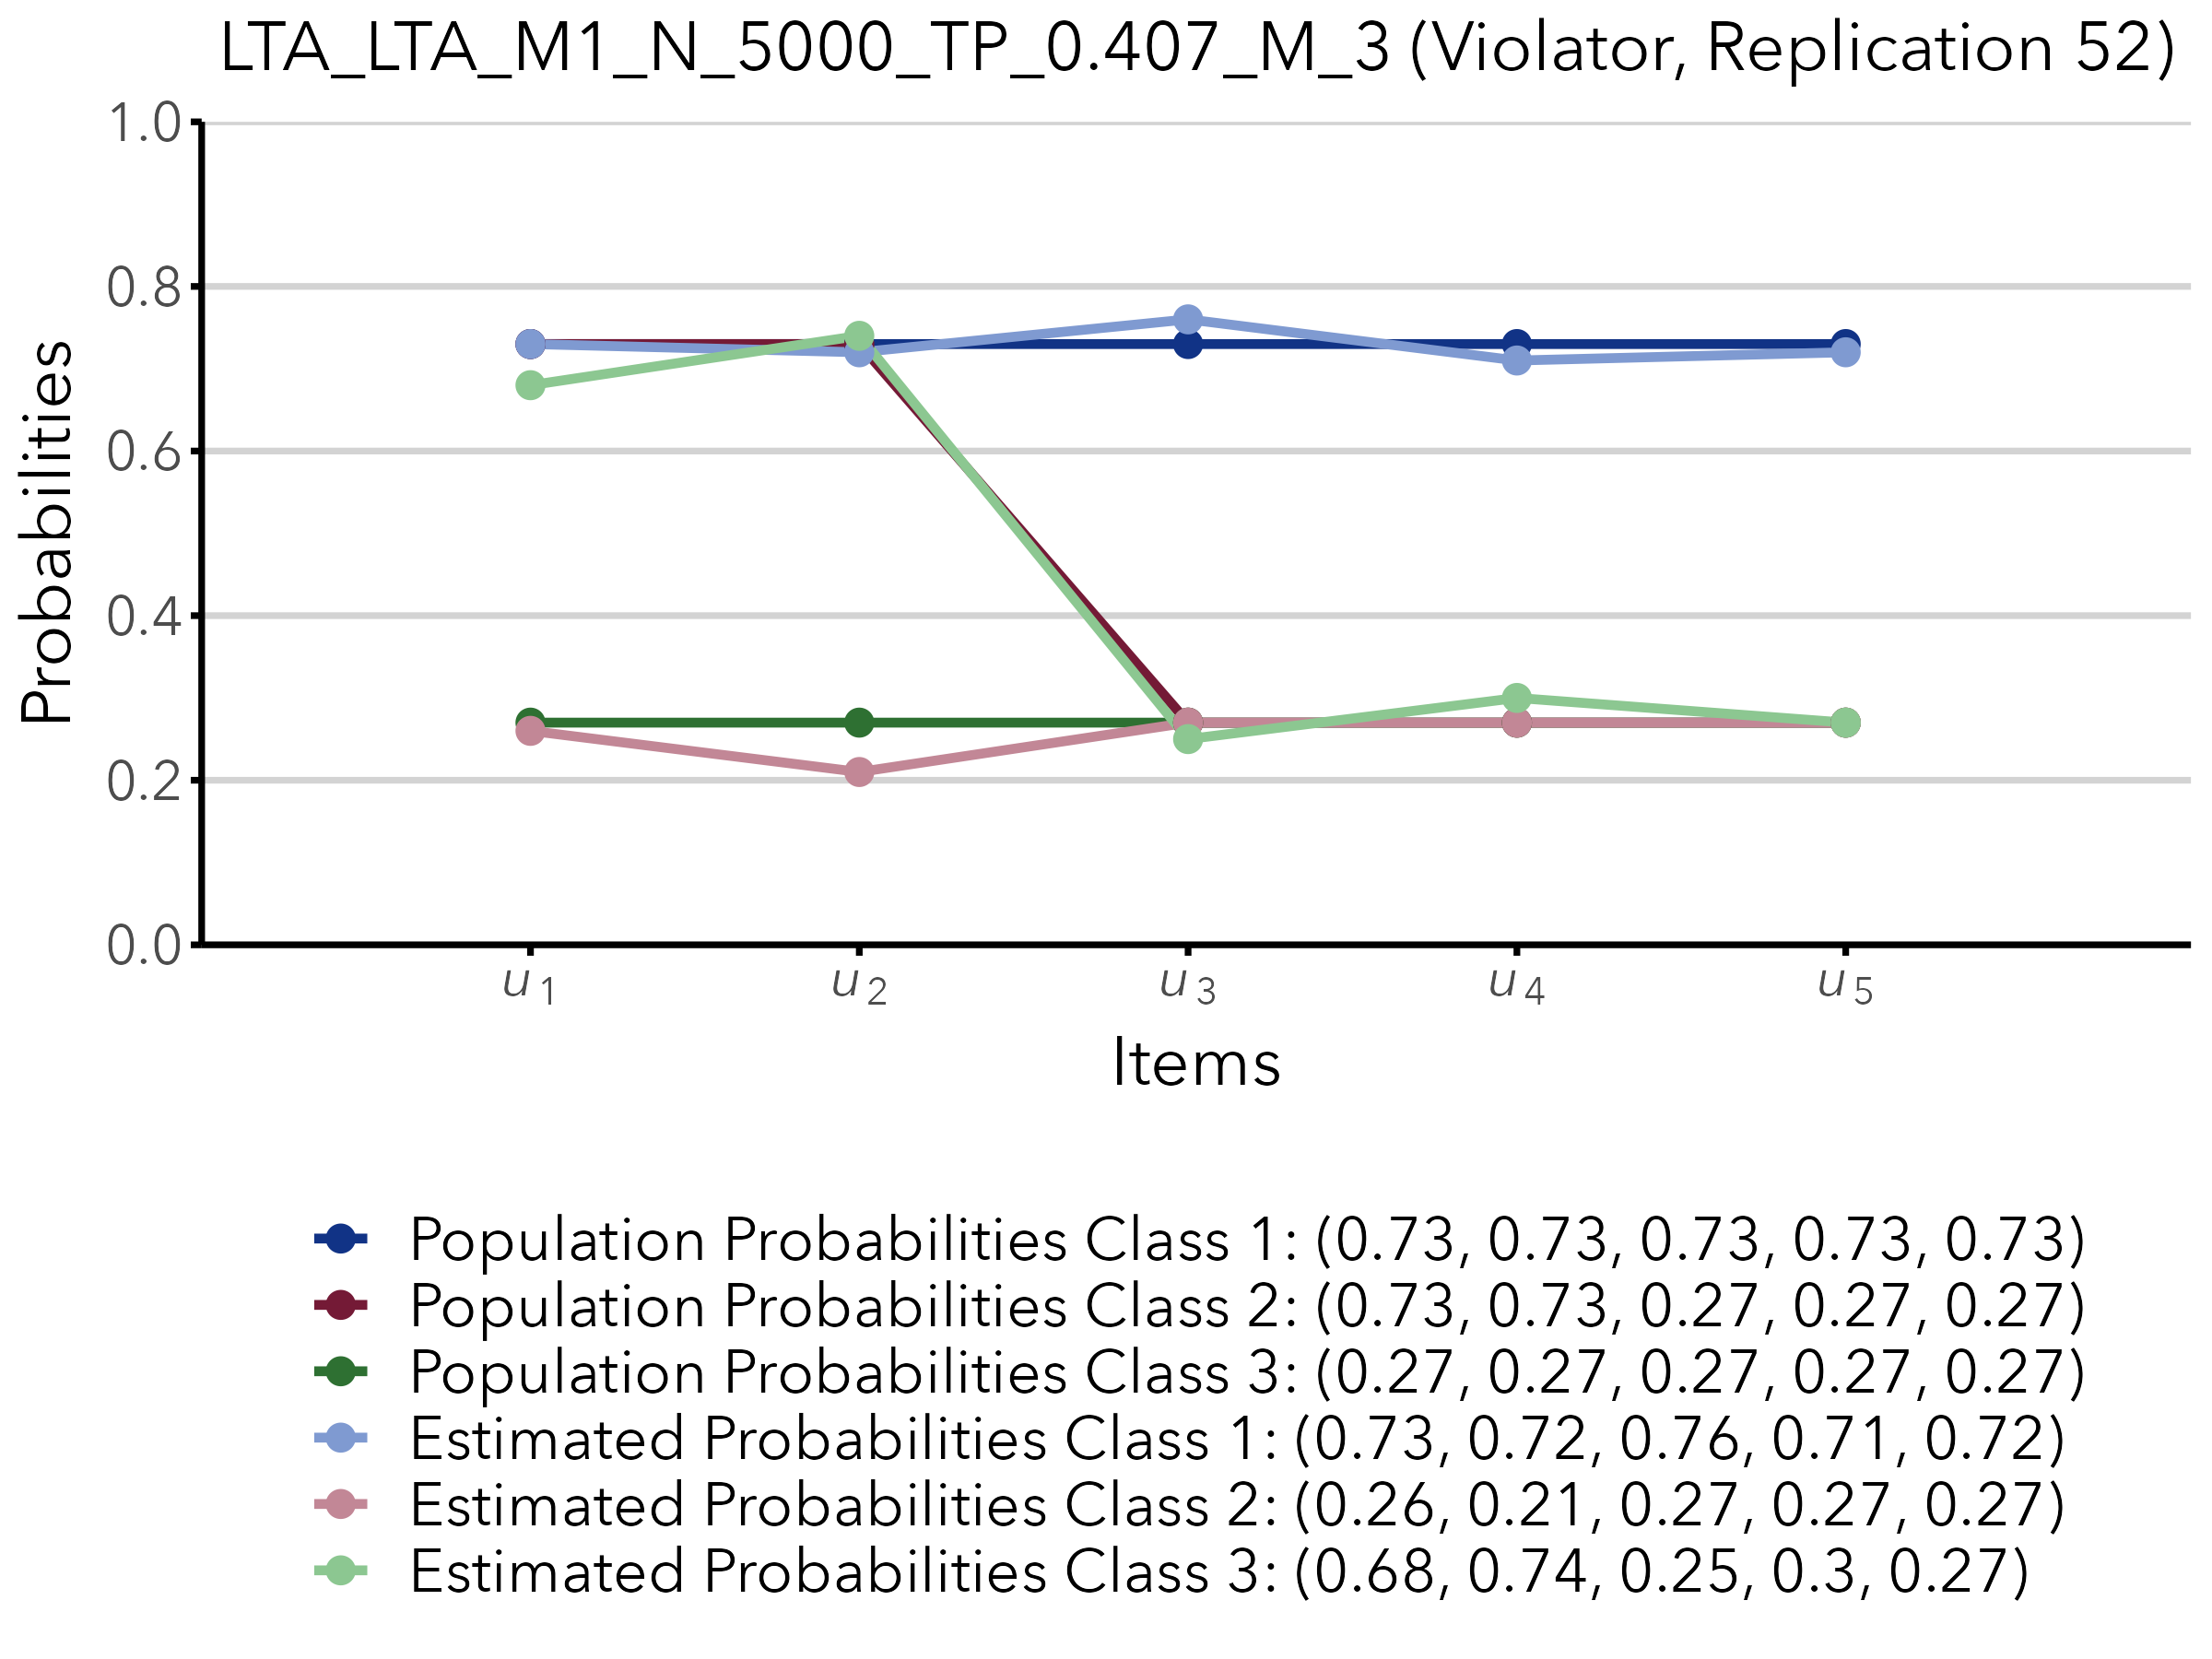 LTA_LTA_M1_N_5000_TP_0.407_M_3 (Violator, Replication 52)
1.0
0.8
0.6
0.4
0.2
0.0
Probabilities
u1
u2
u3
u4
u5
Items
Population Probabilities Class 1: (0.73, 0.73, 0.73, 0.73, 0.73)
Population Probabilities Class 2: (0.73, 0.73, 0.27, 0.27, 0.27)
Population Probabilities Class 3: (0.27, 0.27, 0.27, 0.27, 0.27)
Estimated Probabilities Class 1: (0.73, 0.72, 0.76, 0.71, 0.72)
Estimated Probabilities Class 2: (0.26, 0.21, 0.27, 0.27, 0.27)
Estimated Probabilities Class 3: (0.68, 0.74, 0.25, 0.3, 0.27)